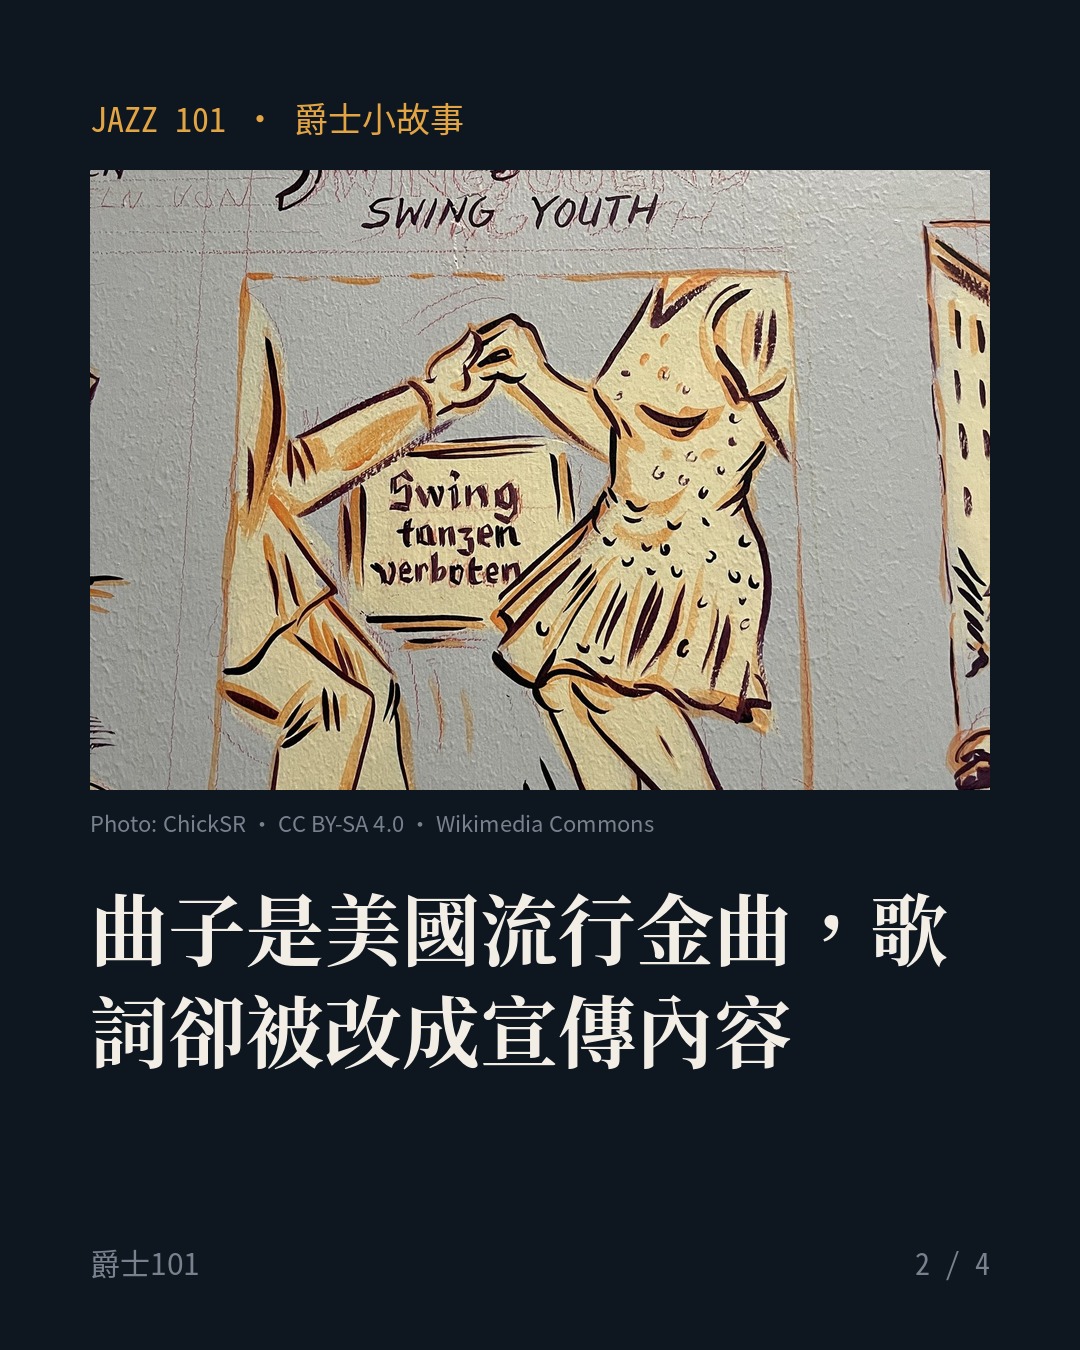 JAZZ 101 • 爵士小故事
SWING YOUTH
Swing
tanzen
verboten
Photo: ChickSR • CC BY-SA 4.0 • Wikimedia Commons
曲子是美國流行金曲，歌
詞卻被改成宣傳內容
爵士101
2 / 4